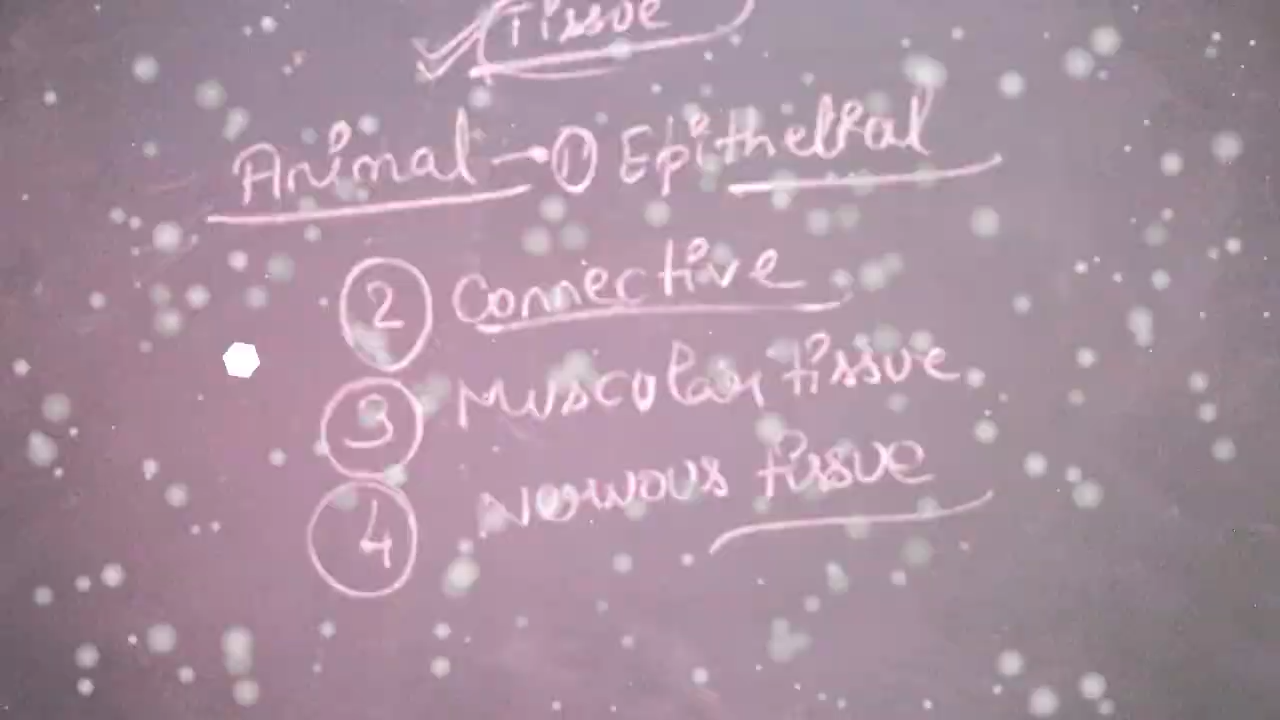 Tissue
Animal → ① Epithelial
② Connective
③ Muscular tissue
④ Nervous tissue